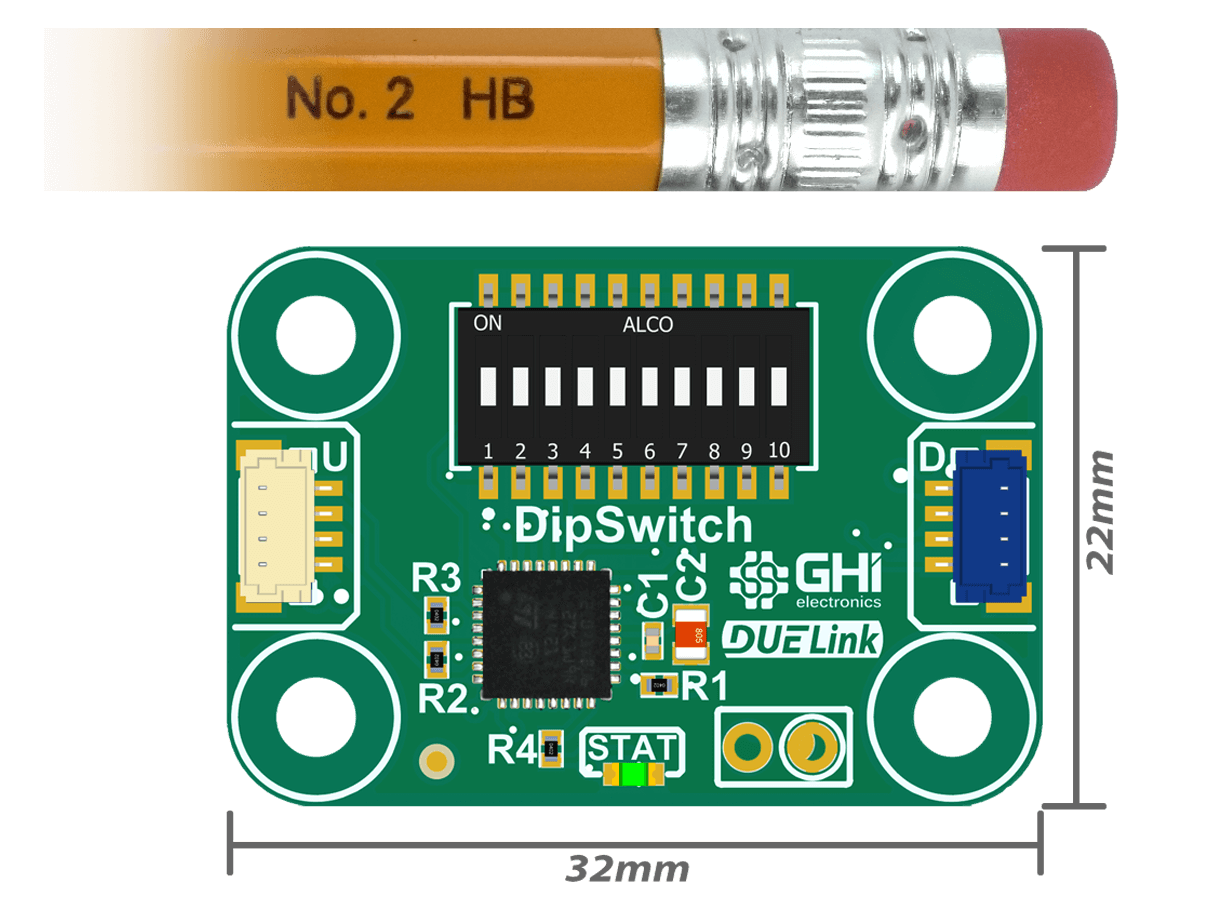 No. 2 HB
ON ALCO
1 2 3 4 5 6 7 8 9 10
U
D
22mm
DipSwitch
R3
C1
C2
GHI
electronics
DUELink
R2
R1
R4
STAT
32mm